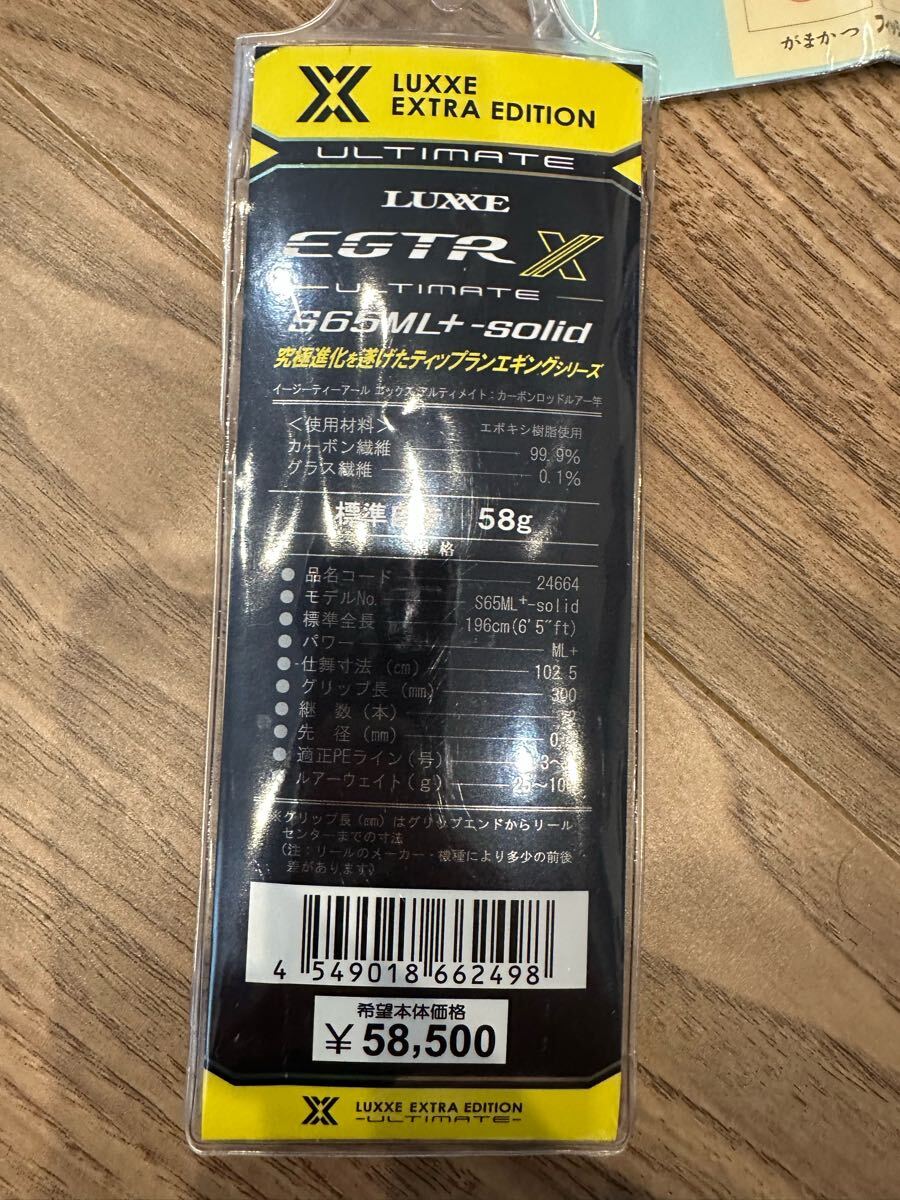 がまかつ
LUXXE
EXTRA EDITION
ULTIMATE
LUXXE
EGTR X
ULTIMATE
S65ML+-solid
究極進化を遂げたティップランエギングシリーズ
イージーティーアール エックス アルティメイト：カーボンロッドルアー竿
＜使用材料＞ エポキシ樹脂使用
カーボン繊維 99.9%
グラス繊維 0.1%
標準 58g
規格
品名コード 24664
モデルNo. S65ML+-solid
標準全長 196cm(6'5"ft)
パワー ML+
仕舞寸法（cm） 102.5
グリップ長（mm） 300
継 数（本）
先 径（mm）
適正PEライン（号）
ルアーウェイト（g）
※グリップ長（mm）はグリップエンドからリール
センターまでの寸法
（注：リールのメーカー・機種により多少の前後
差があります）
4 549018 662498
希望本体価格
¥ 58,500
LUXXE EXTRA EDITION
-ULTIMATE-